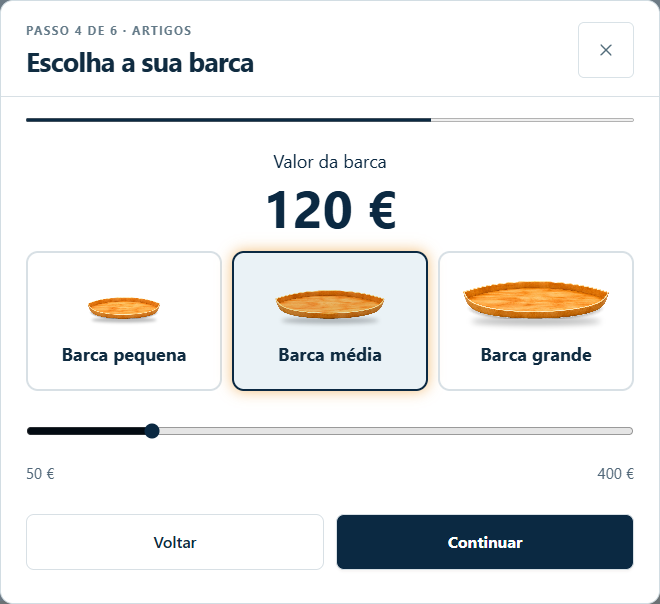 PASSO 4 DE 6 · ARTIGOS
Escolha a sua barca
Valor da barca
120 €
Barca pequena
Barca média
Barca grande
50 €
400 €
Voltar
Continuar